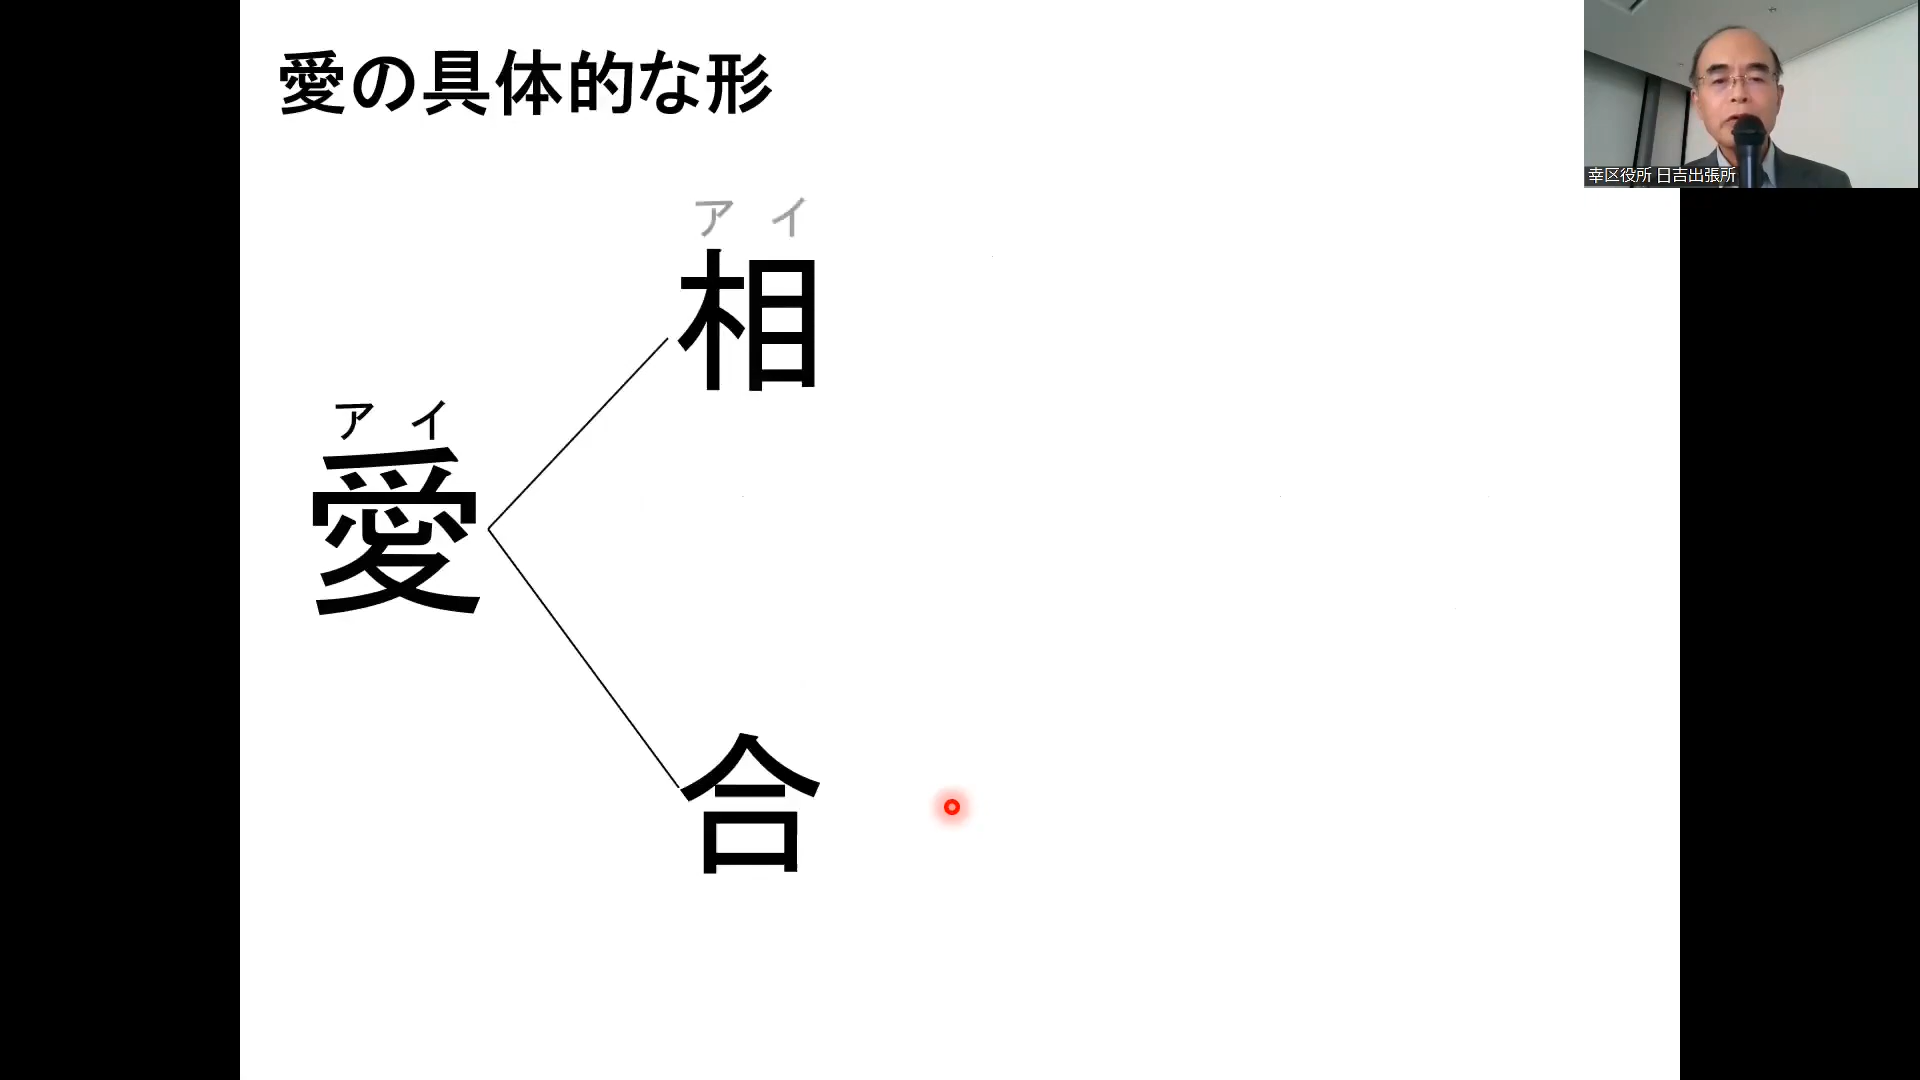 愛の具体的な形
幸区役所 日吉出張所
アイ
相
アイ
愛
合